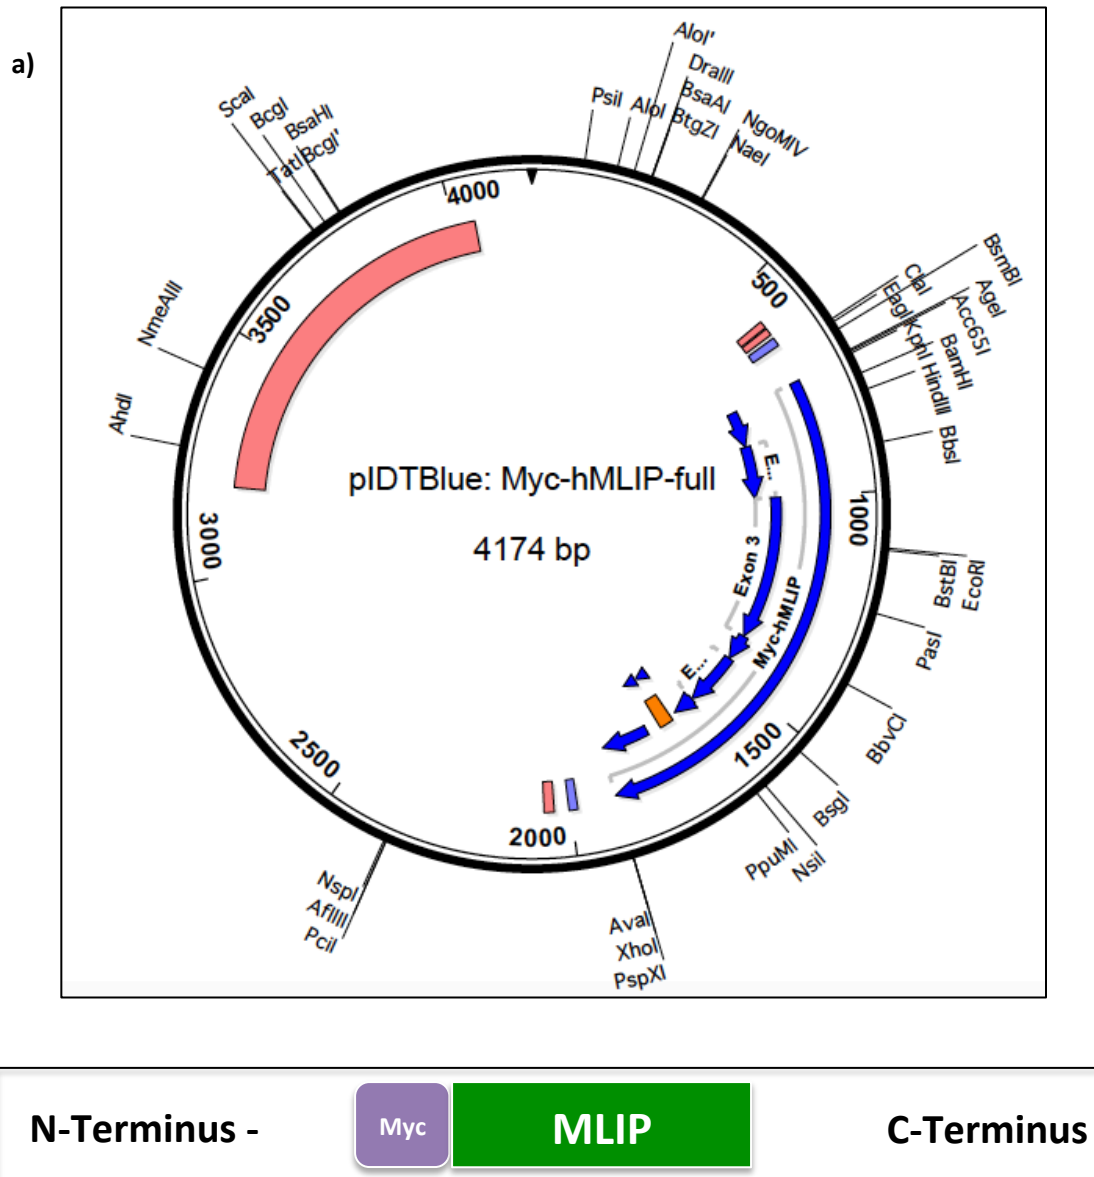 a)
ScaI
BcgI
BsaHI
TatI BcgI'
AloI'
DraIII
BsaAI
PsiI AloI BtgZI
NgoMIV
NaeI
4000
500
ClaI
BsmBI
EagI
AgeI
Acc65I
KpnI
BamHI
HindIII
BbsI
NmeAIII
3500
AhdI
pIDTBlue: Myc-hMLIP-full
4174 bp
E...
1000
3000
Exon 3
Myc-hMLIP
BstBI
EcoRI
PasI
E...
BbvCI
1500
2500
BsgI
PpuMI
NsiI
2000
NspI
AflIII
PciI
AvaI
XhoI
PspXI
N-Terminus -
Myc
MLIP
C-Terminus